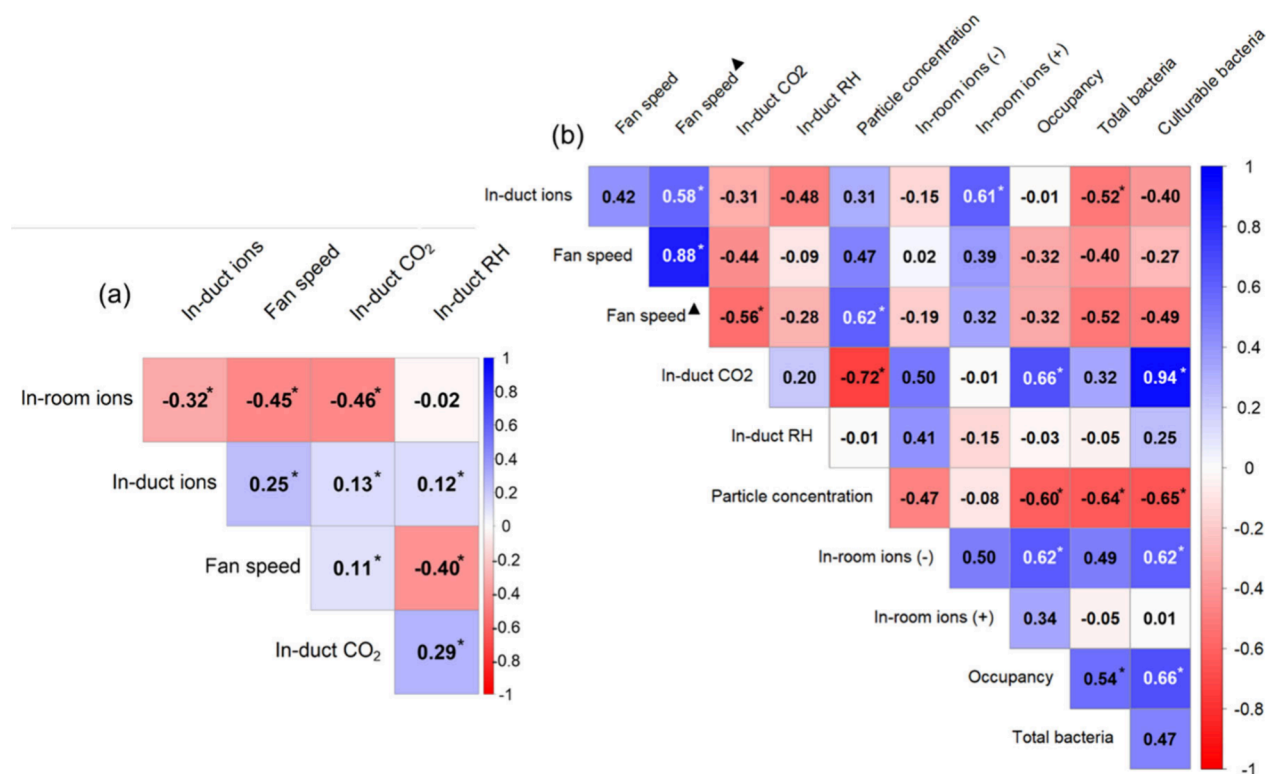 (a)
In-duct ions
Fan speed
In-duct CO₂
In-duct RH
In-room ions -0.32* -0.45* -0.46* -0.02
In-duct ions 0.25* 0.13* 0.12*
Fan speed 0.11* -0.40*
In-duct CO₂ 0.29*
1
0.8
0.6
0.4
0.2
0
-0.2
-0.4
-0.6
-0.8
-1
(b)
Fan speed
Fan speed▲
In-duct CO2
In-duct RH
Particle concentration
In-room ions (-)
In-room ions (+)
Occupancy
Total bacteria
Culturable bacteria
In-duct ions 0.42 0.58* -0.31 -0.48 0.31 -0.15 0.61* -0.01 -0.52* -0.40
Fan speed 0.88* -0.44 -0.09 0.47 0.02 0.39 -0.32 -0.40 -0.27
Fan speed▲ -0.56* -0.28 0.62* -0.19 0.32 -0.32 -0.52 -0.49
In-duct CO2 0.20 -0.72* 0.50 -0.01 0.66* 0.32 0.94*
In-duct RH -0.01 0.41 -0.15 -0.03 -0.05 0.25
Particle concentration -0.47 -0.08 -0.60* -0.64* -0.65*
In-room ions (-) 0.50 0.62* 0.49 0.62*
In-room ions (+) 0.34 -0.05 0.01
Occupancy 0.54* 0.66*
Total bacteria 0.47
1
0.8
0.6
0.4
0.2
0
-0.2
-0.4
-0.6
-0.8
-1